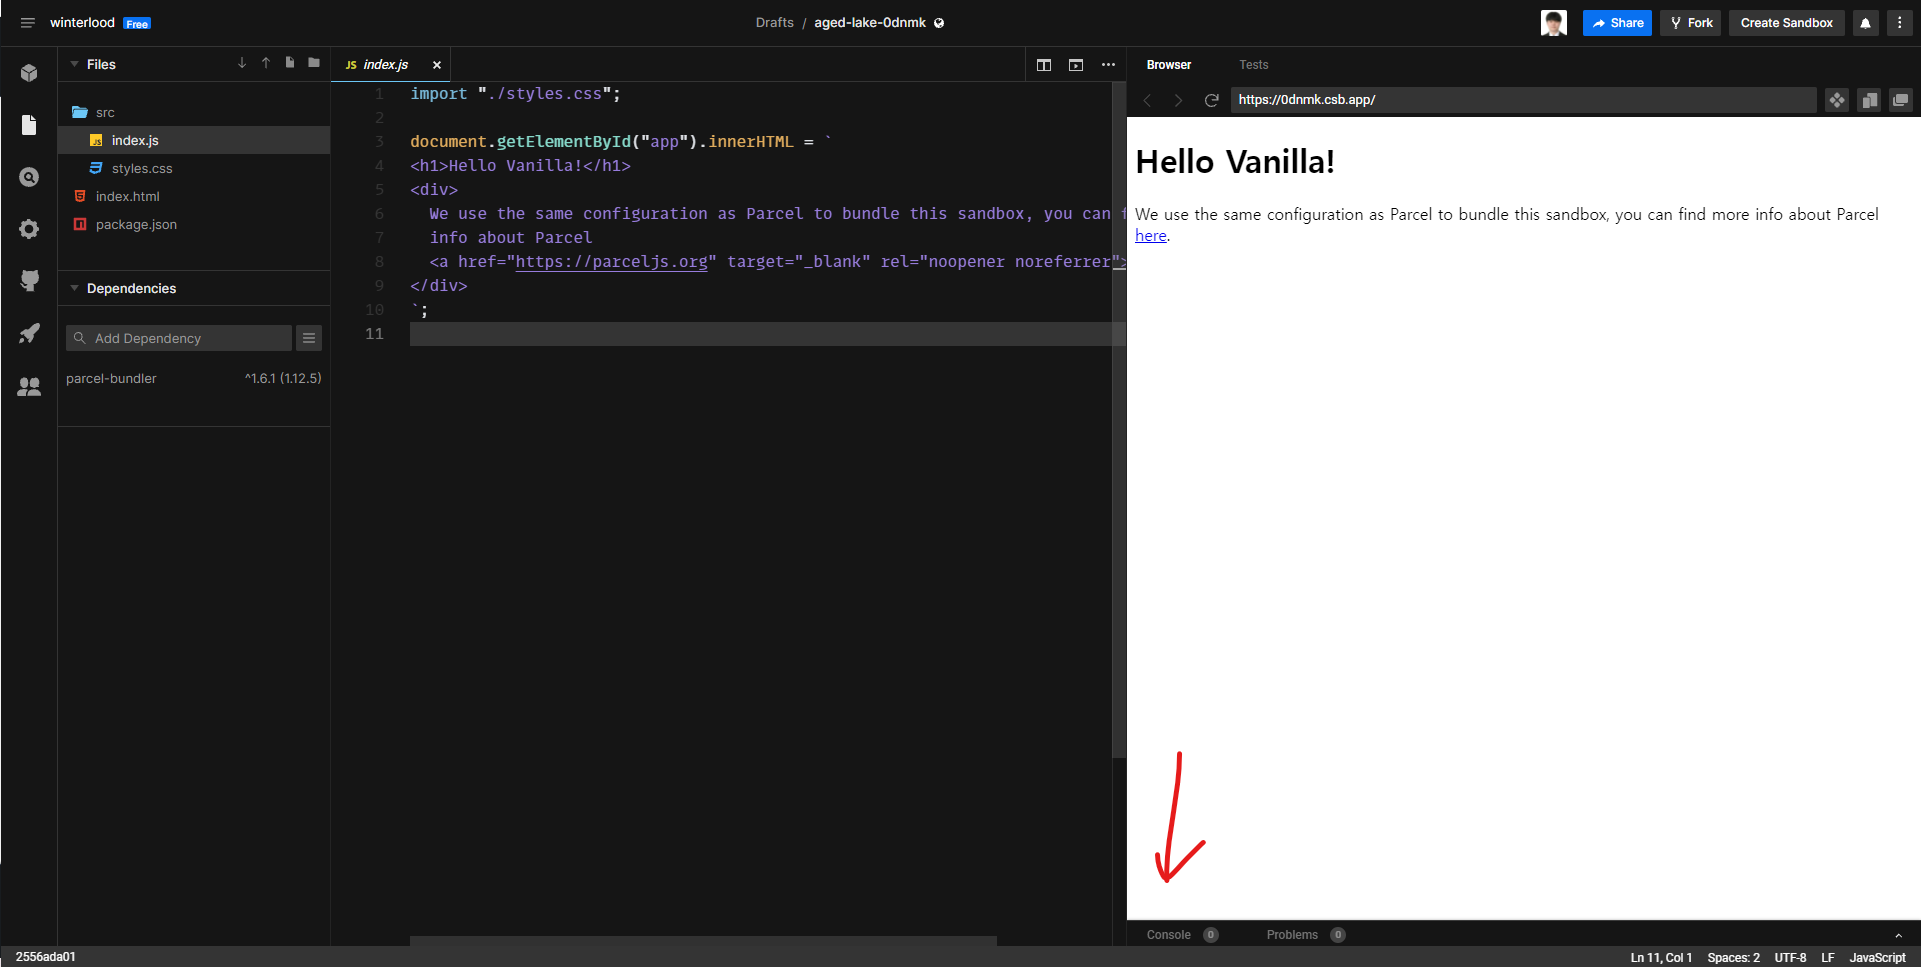 winterlood Free
Drafts / aged-lake-0dnmk
Share
Fork
Create Sandbox
Files
src
index.js
styles.css
index.html
package.json
Dependencies
Add Dependency
parcel-bundler ^1.6.1 (1.12.5)
JS index.js
1 import "./styles.css";
2
3 document.getElementById("app").innerHTML = `
4 <h1>Hello Vanilla!</h1>
5 <div>
6 We use the same configuration as Parcel to bundle this sandbox, you can f
7 info about Parcel
8 <a href="https://parceljs.org" target="_blank" rel="noopener noreferrer">
9 </div>
10 `;
11
Browser Tests
https://0dnmk.csb.app/
Hello Vanilla!
We use the same configuration as Parcel to bundle this sandbox, you can find more info about Parcel
here.
Console 0 Problems 0
2556ada01
Ln 11, Col 1 Spaces: 2 UTF-8 LF JavaScript